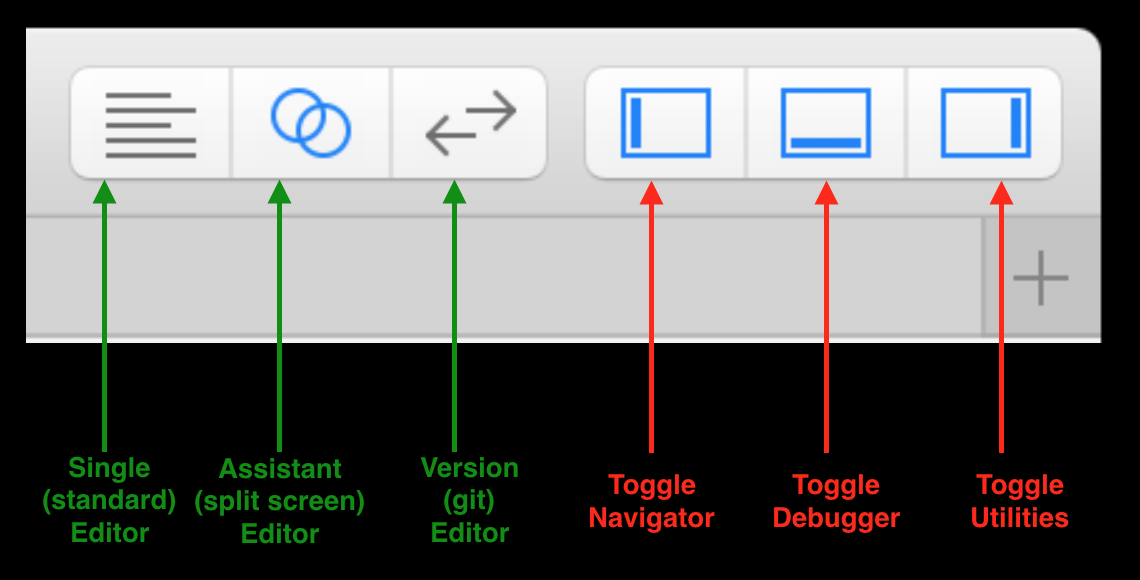 Single
(standard)
Editor
Assistant
(split screen)
Editor
Version
(git)
Editor
Toggle
Navigator
Toggle
Debugger
Toggle
Utilities